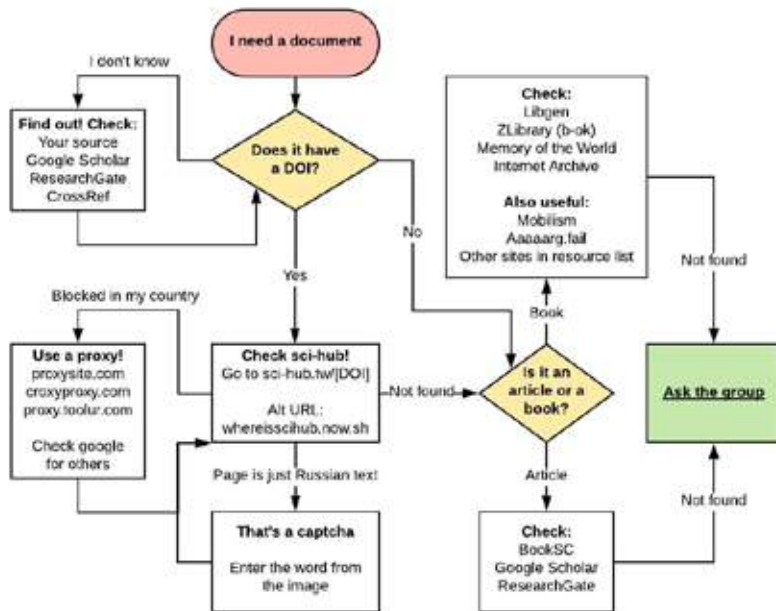 I need a document
I don't know
Find out! Check:
Your source
Google Scholar
ResearchGate
CrossRef
Does it have
a DOI?
Check:
Libgen
ZLibrary (b-ok)
Memory of the World
Internet Archive
Also useful:
Mobilism
Aaaaarg.fail
Other sites in resource list
No
Not found
Yes
Blocked in my country
Book
Use a proxy!
proxysite.com
croxyproxy.com
proxy.toolur.com
Check google
for others
Check sci-hub!
Go to sci-hub.tw/[DOI]
Alt URL:
whereisscihub.now.sh
Not found
Is it an
article or a
book?
Ask the group
Page is just Russian text
Article
Not found
That's a captcha
Enter the word from
the image
Check:
BookSC
Google Scholar
ResearchGate